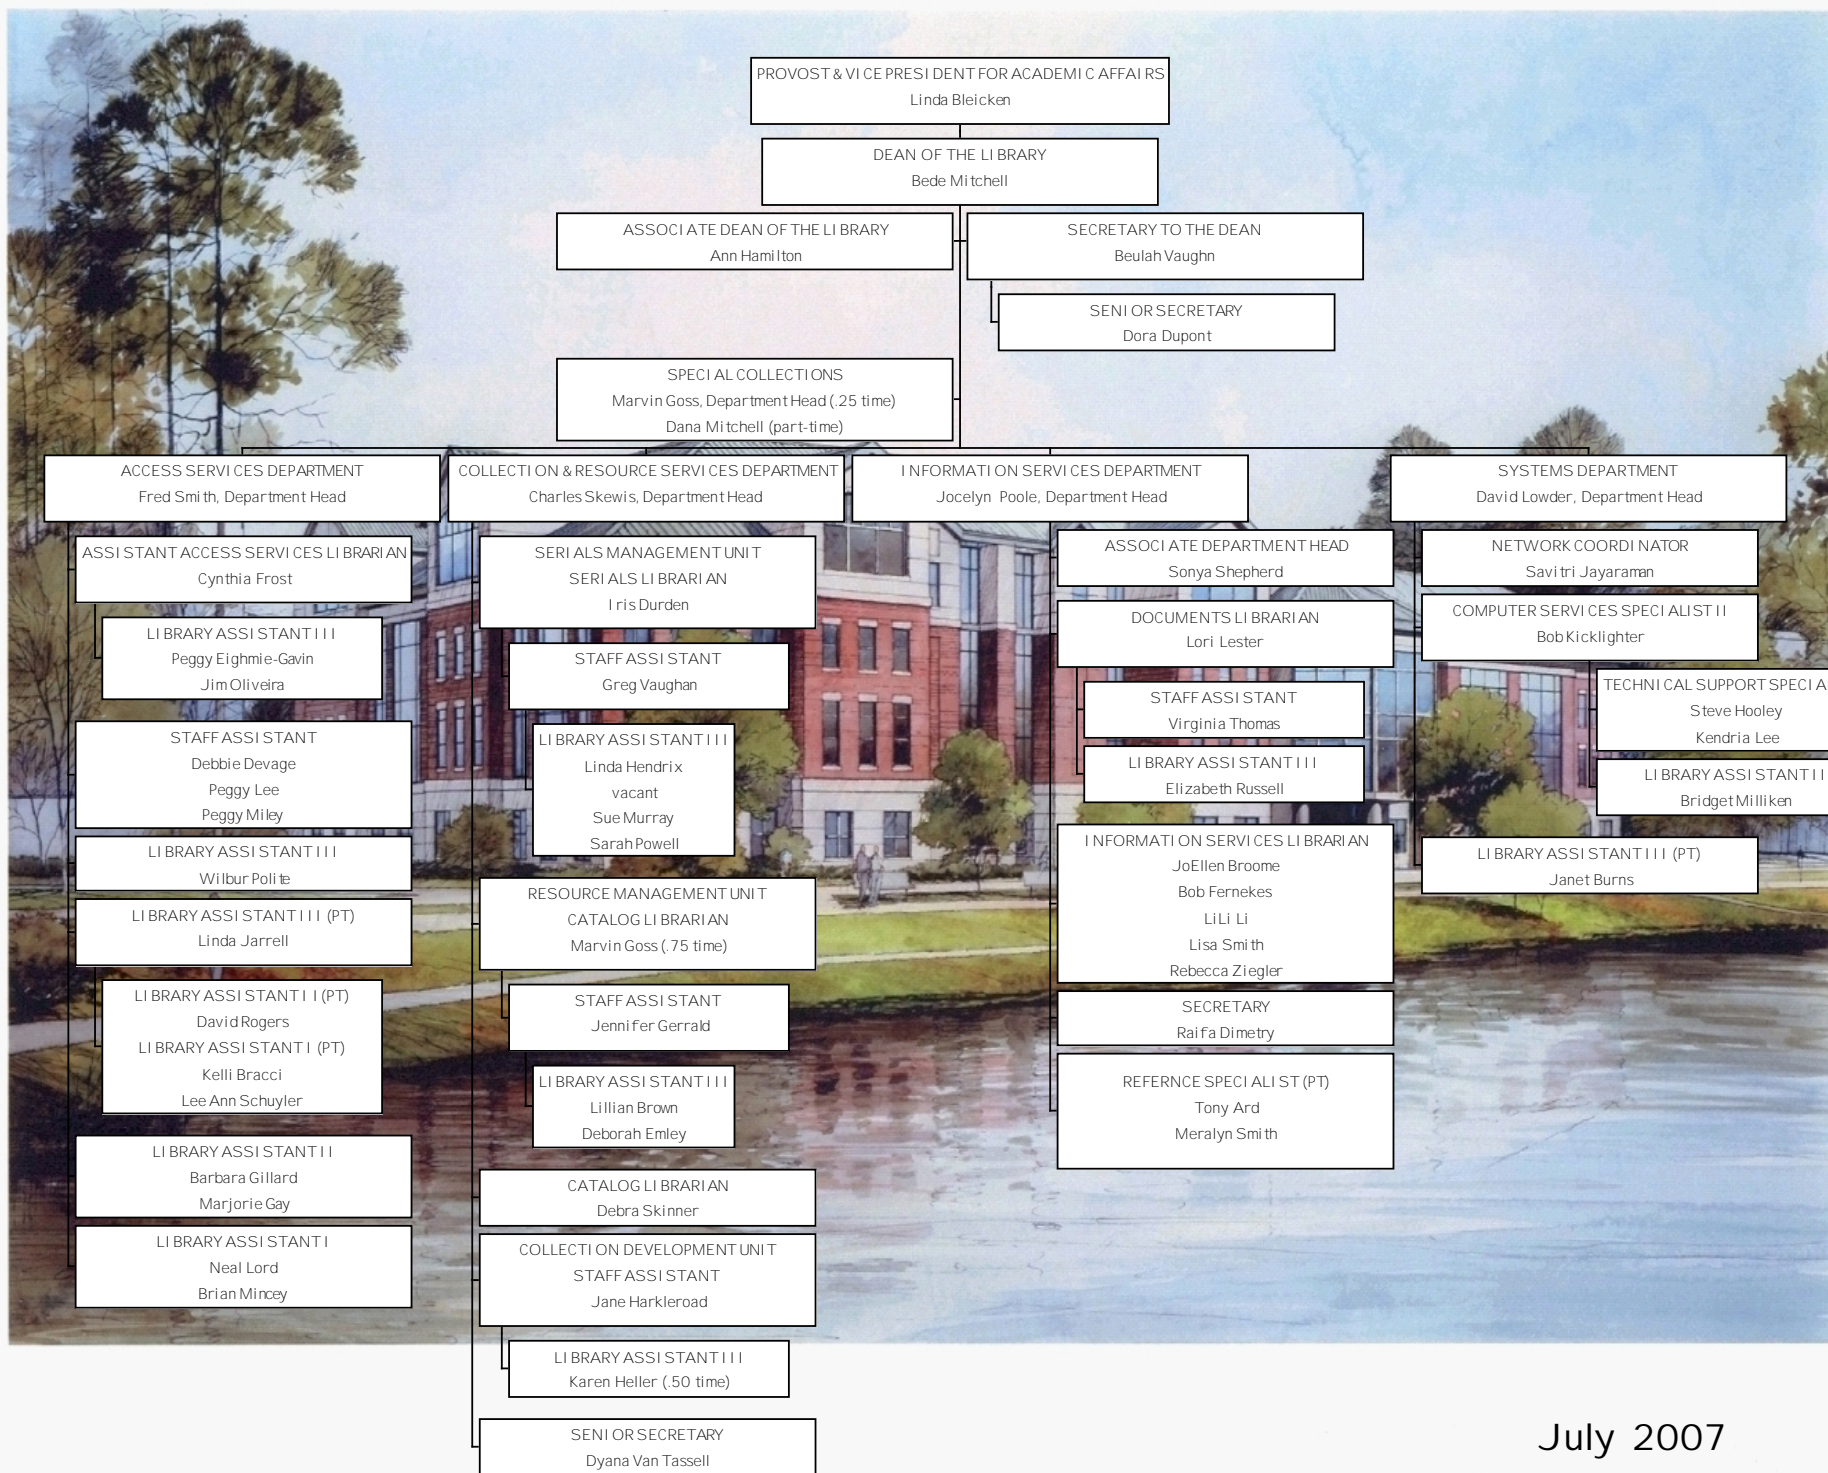 PROVOST & VICE PRESIDENT FOR ACADEMIC AFFAIRS
Linda Bleicken
DEAN OF THE LIBRARY
Bede Mitchell
ASSOCIATE DEAN OF THE LIBRARY
Ann Hamilton
SECRETARY TO THE DEAN
Beulah Vaughn
SENIOR SECRETARY
Dora Dupont
SPECIAL COLLECTIONS
Marvin Goss, Department Head (.25 time)
Dana Mitchell (part-time)
ACCESS SERVICES DEPARTMENT
Fred Smith, Department Head
ASSISTANT ACCESS SERVICES LIBRARIAN
Cynthia Frost
LIBRARY ASSISTANT III
Peggy Eighmie-Gavin
Jim Oliveira
STAFF ASSISTANT
Debbie Devage
Peggy Lee
Peggy Miley
LIBRARY ASSISTANT III
Wilbur Polite
LIBRARY ASSISTANT III (PT)
Linda Jarrell
LIBRARY ASSISTANT II (PT)
David Rogers
LIBRARY ASSISTANT I (PT)
Kelli Bracci
Lee Ann Schuyler
LIBRARY ASSISTANT II
Barbara Gillard
Marjorie Gay
LIBRARY ASSISTANT I
Neal Lord
Brian Mincey
COLLECTION & RESOURCE SERVICES DEPARTMENT
Charles Skewis, Department Head
SERIALS MANAGEMENT UNIT
SERIALS LIBRARIAN
Iris Durden
STAFF ASSISTANT
Greg Vaughan
LIBRARY ASSISTANT III
Linda Hendrix
vacant
Sue Murray
Sarah Powell
RESOURCE MANAGEMENT UNIT
CATALOG LIBRARIAN
Marvin Goss (.75 time)
STAFF ASSISTANT
Jennifer Gerrald
LIBRARY ASSISTANT III
Lillian Brown
Deborah Emley
CATALOG LIBRARIAN
Debra Skinner
COLLECTION DEVELOPMENT UNIT
STAFF ASSISTANT
Jane Harkleroad
LIBRARY ASSISTANT III
Karen Heller (.50 time)
SENIOR SECRETARY
Dyana Van Tassell
INFORMATION SERVICES DEPARTMENT
Jocelyn Poole, Department Head
ASSOCIATE DEPARTMENT HEAD
Sonya Shepherd
DOCUMENTS LIBRARIAN
Lori Lester
STAFF ASSISTANT
Virginia Thomas
LIBRARY ASSISTANT III
Elizabeth Russell
INFORMATION SERVICES LIBRARIAN
JoEllen Broome
Bob Fernekes
LiLi Li
Lisa Smith
Rebecca Ziegler
SECRETARY
Raifa Dimetry
REFERNCE SPECIALIST (PT)
Tony Ard
Meralyn Smith
SYSTEMS DEPARTMENT
David Lowder, Department Head
NETWORK COORDINATOR
Savitri Jayaraman
COMPUTER SERVICES SPECIALIST II
Bob Kicklighter
TECHNICAL SUPPORT SPECIA
Steve Hooley
Kendria Lee
LIBRARY ASSISTANT II
Bridget Milliken
LIBRARY ASSISTANT III (PT)
Janet Burns
July 2007